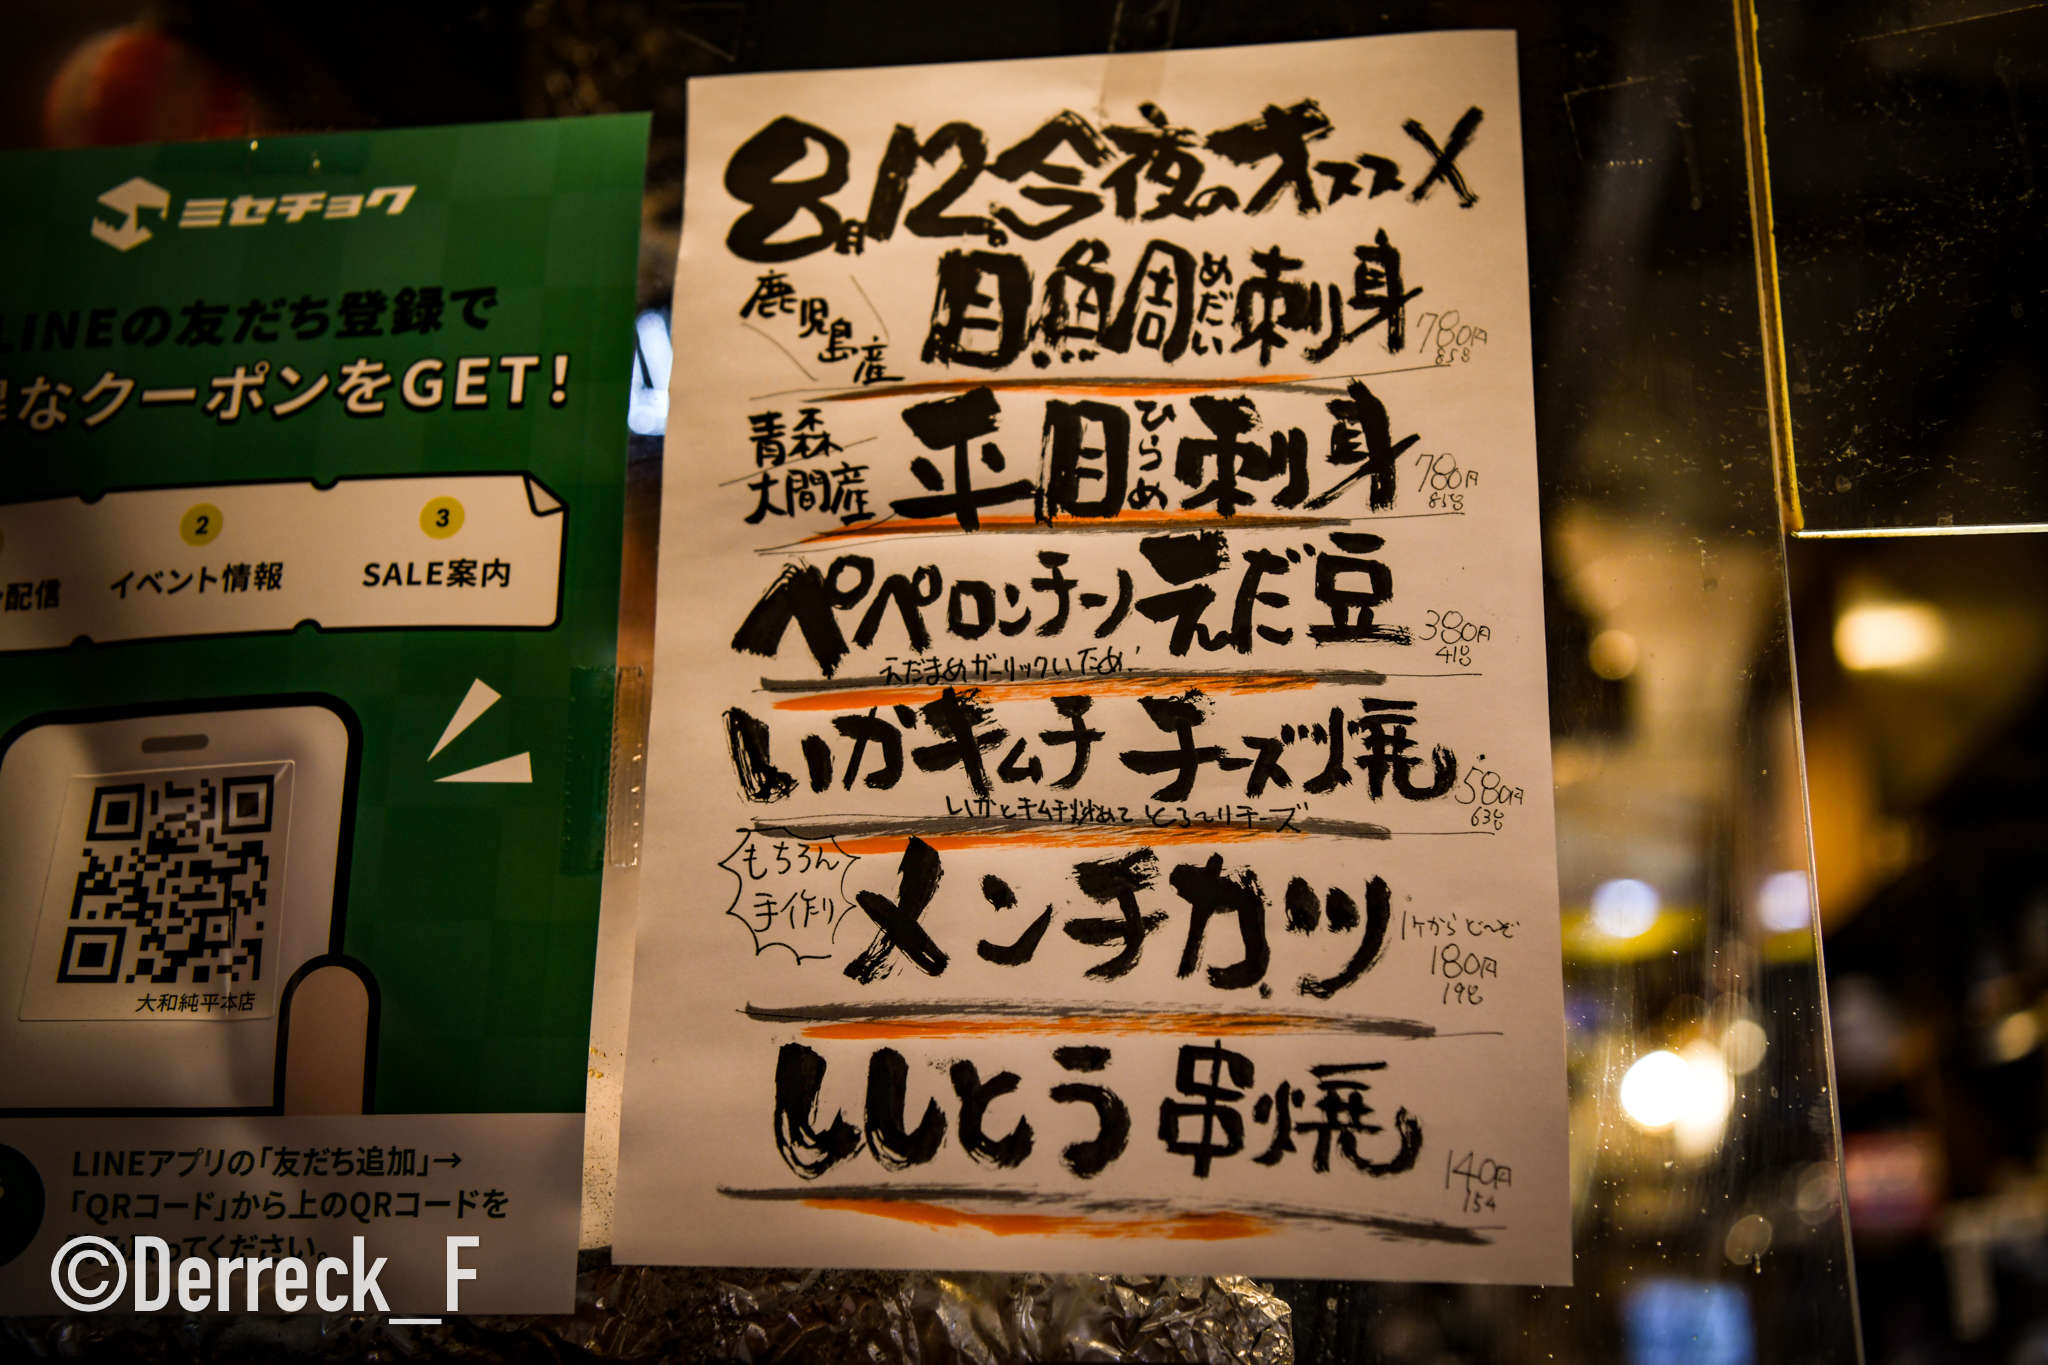 ミセチョク
LINEの友だち登録で
なクーポンをGET!
配信
2
イベント情報
3
SALE案内
大和純平本店
LINEアプリの「友だち追加」→
「QRコード」から上のQRコードを
ってください。
©Derreck_F
8月12日今夜のオススメ
鹿児島産
目鯛めだい刺身
780円
858
青森
大間産
平目ひらめ刺身
780円
858
ペペロンチーノえだ豆
380円
418
えだまめガーリックいため!
いかキムチチーズ焼
580円
638
いかとキムチ炒めてとろ〜りチーズ
もちろん
手作り
メンチカツ
1ケからど〜ぞ
180円
198
ししとう串焼
140円
154